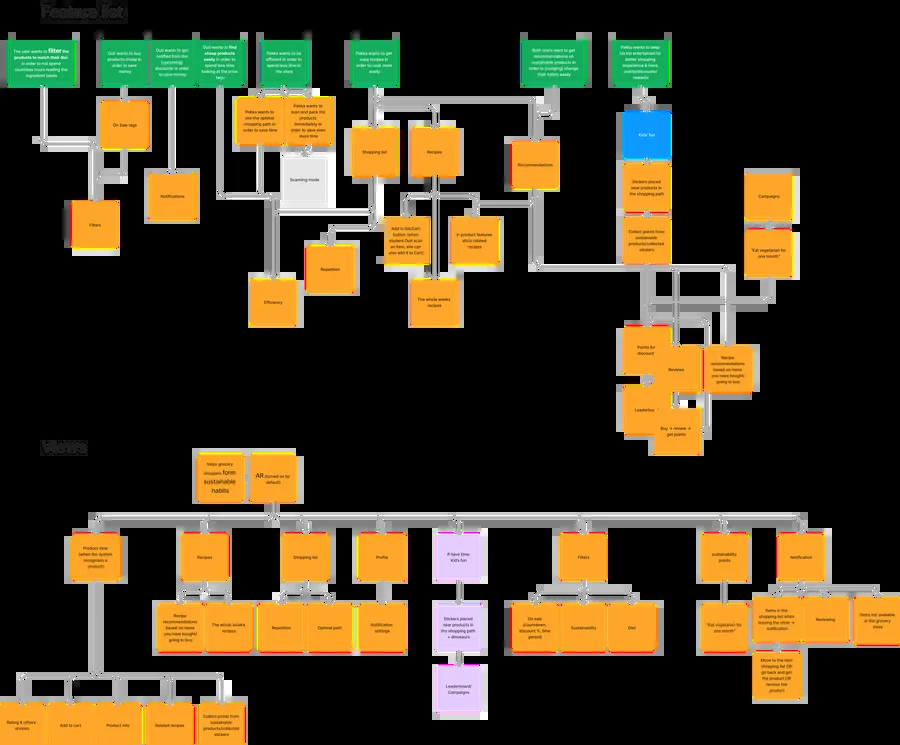 Feature list
The user wants to filter the
products to match their diet
in order to not spend
countless hours reading the
ingredient labels
Outi wants to buy
products cheap in
order to save
money
Outi wants to get
notified from the
(upcoming)
discounts in order
to save money
Outi wants to find
cheap products
easily in order to
spend less time
looking at the price
tags
Pekka wants to be
efficient in order to
spend less time in
the store
Pekka wants to get
easy recipes in
order to cook more
easily
Both users want to get
recommendations on
sustainable products in
order to (nudging) change
their habits easily
Pekka wants to keep
his kid entertained for
better shopping
experience & more
credits/discounts/
rewards
On Sale tags
Pekka wants to
see the optimal
shopping path in
order to save time
Pekka wants to
scan and pack the
products
immediately in
order to save even
more time
Shopping list
Recipes
Recommendations
Kids' fun
Scanning mode
Filters
Notifications
Stickers placed
near products in
the shopping path
Campaigns
Add to list/Cart
button (when
student Outi scan
an item, she can
also add it to Cart)
In product features
show related
recipes
Collect points from
sustainable
products/collected
stickers
"Eat vegetarian for
one month"
Repetition
Efficiency
The whole weeks
recipes
Points for
discount
Reviews
Recipe
recommendations
based on items
you have bought/
going to buy
Buy → review →
get points
Views
helps grocery
shoppers form
sustainable
habits
AR (turned on by
default)
Product view
(when the system
recognizes a
product)
Recipes
Shopping list
Profile
If have time:
Kid's fun
Filters
sustainability
points
Notification
Recipe
recommendations
based on items
you have bought/
going to buy
The whole weeks
recipes
Repetition
Optimal path
Notification
settings
Stickers placed
near products in
the shopping path
+ dinosaurs
On sale
(countdown,
discount %, time
period)
Sustainability
Diet
"Eat vegetarian for
one month"
Items in the
shopping list when
leaving the store →
notification
Reviewing
Items not available
at the grocery
store
Leaderboard/
Campaigns
Move to the next
shopping list OR
go back and get
the product OR
remove the
product
Rating & others'
reviews
Add to cart
Product info
Related recipes
Collect points from
sustainable
products/collected
stickers